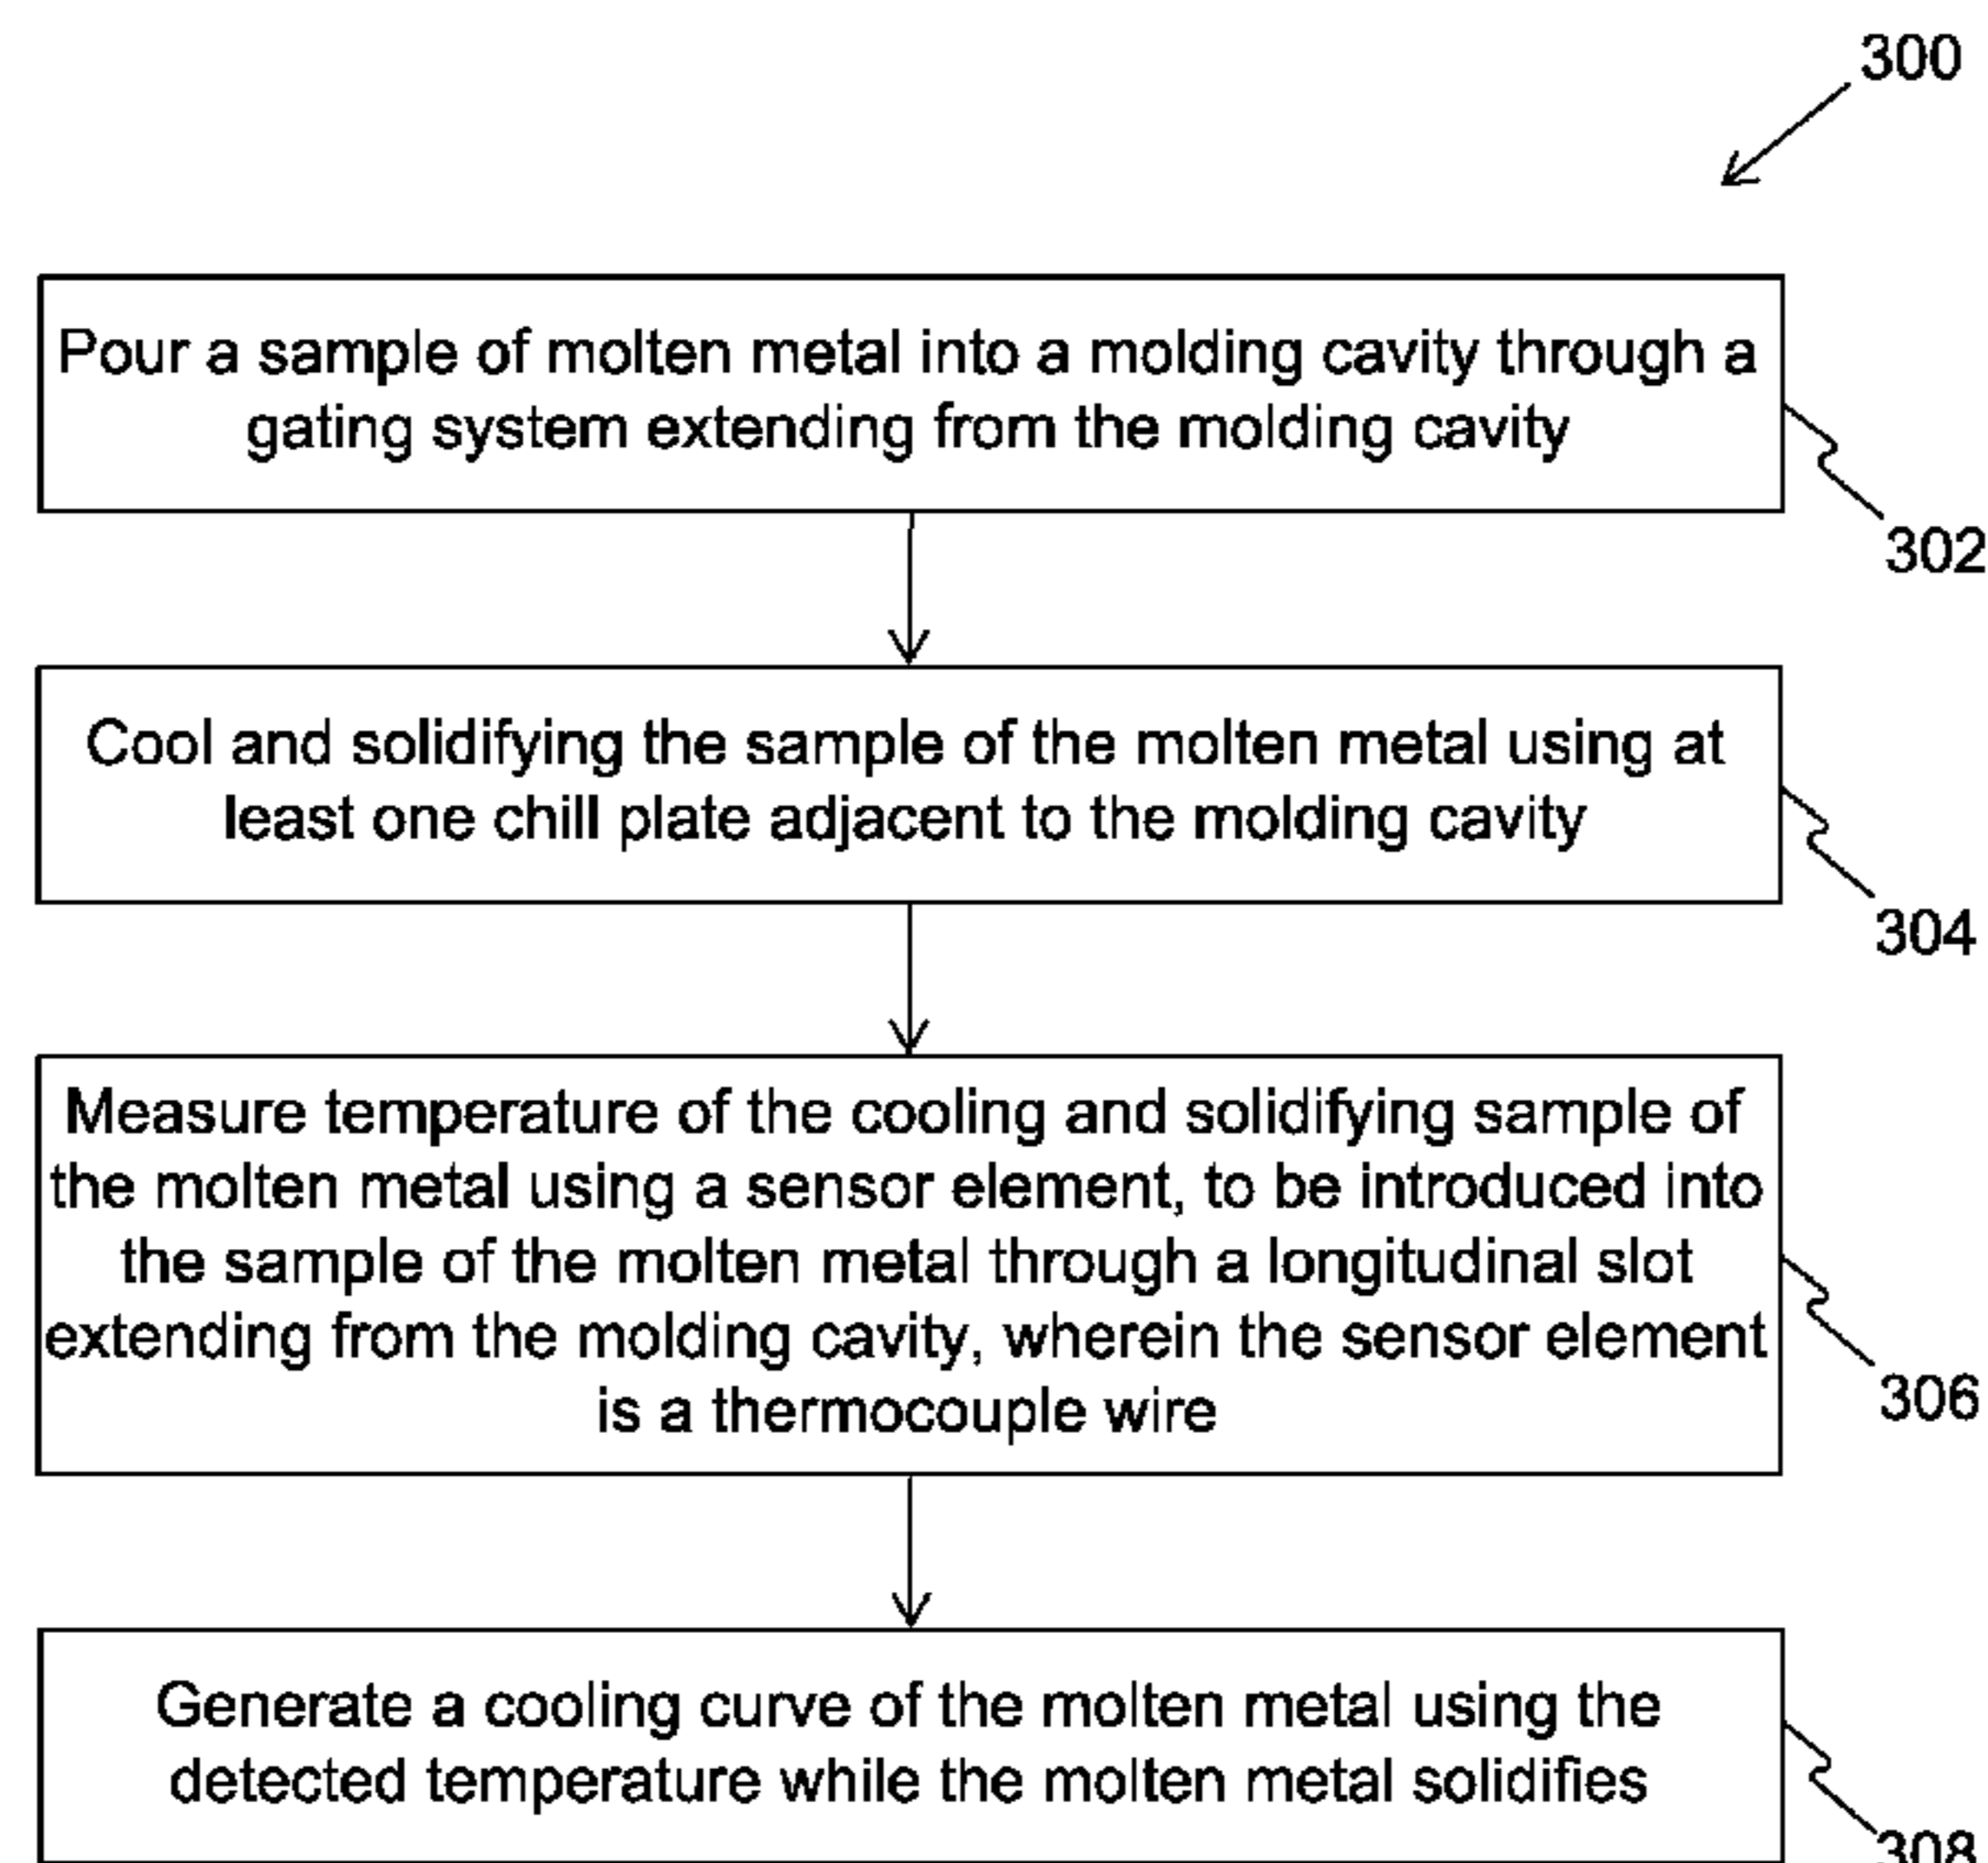 300
Pour a sample of molten metal into a molding cavity through a
gating system extending from the molding cavity
302
Cool and solidifying the sample of the molten metal using at
least one chill plate adjacent to the molding cavity
304
Measure temperature of the cooling and solidifying sample of
the molten metal using a sensor element, to be introduced into
the sample of the molten metal through a longitudinal slot
extending from the molding cavity, wherein the sensor element
is a thermocouple wire
306
Generate a cooling curve of the molten metal using the
detected temperature while the molten metal solidifies
308